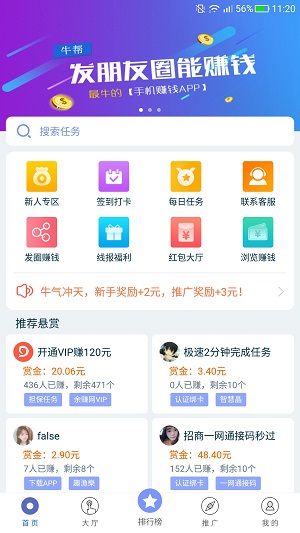 56% 11:20
牛帮
发朋友圈能赚钱
最牛的【手机赚钱APP】
搜索任务
新人专区 签到打卡 每日任务 联系客服
发圈赚钱 线报福利 红包大厅 浏览赚钱
牛气冲天，新手奖励+2元，推广奖励+3元！
推荐悬赏
开通VIP赚120元
赏金：20.06元
436人已赚，剩余471个
担保任务 余赚网VIP
极速2分钟完成任务
赏金：3.40元
0人已赚，剩余10个
认证绑卡 智慧晶
false
赏金：2.90元
7人已赚，剩余8个
下载APP 趣渔樂
招商一网通接码秒过
赏金：48.40元
152人已赚，剩余10个
认证绑卡 一网通接码
首页 大厅 排行榜 推广 我的